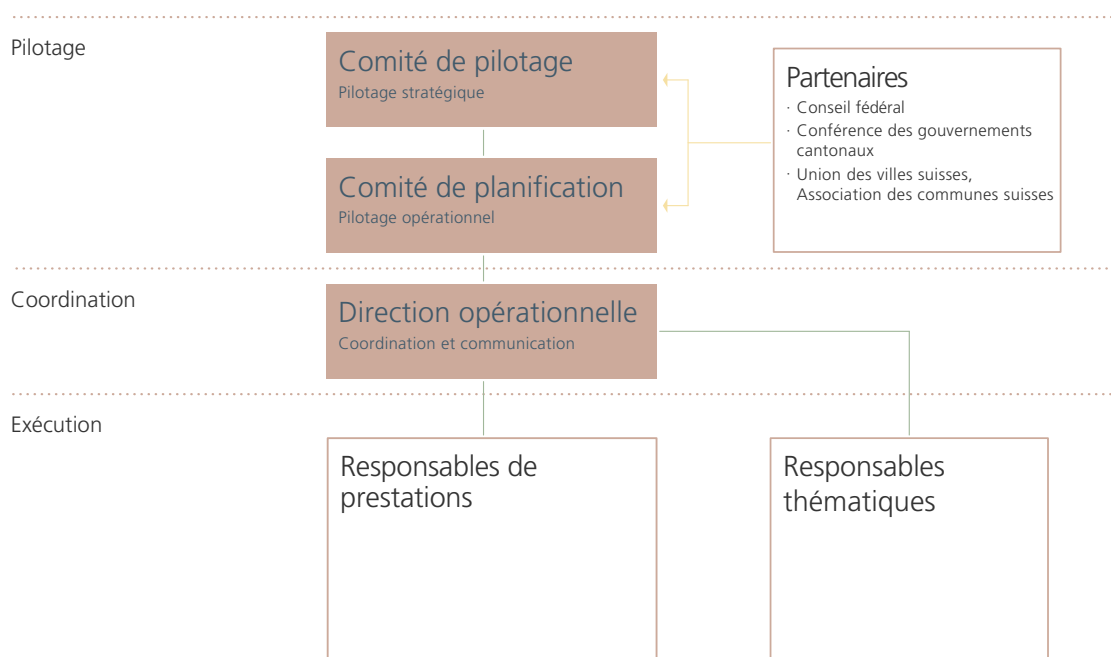 Pilotage
Comité de pilotage
Pilotage stratégique
Partenaires
· Conseil fédéral
· Conférence des gouvernements
cantonaux
· Union des villes suisses,
Association des communes suisses
Comité de planification
Pilotage opérationnel
Coordination
Direction opérationnelle
Coordination et communication
Exécution
Responsables de
prestations
Responsables
thématiques